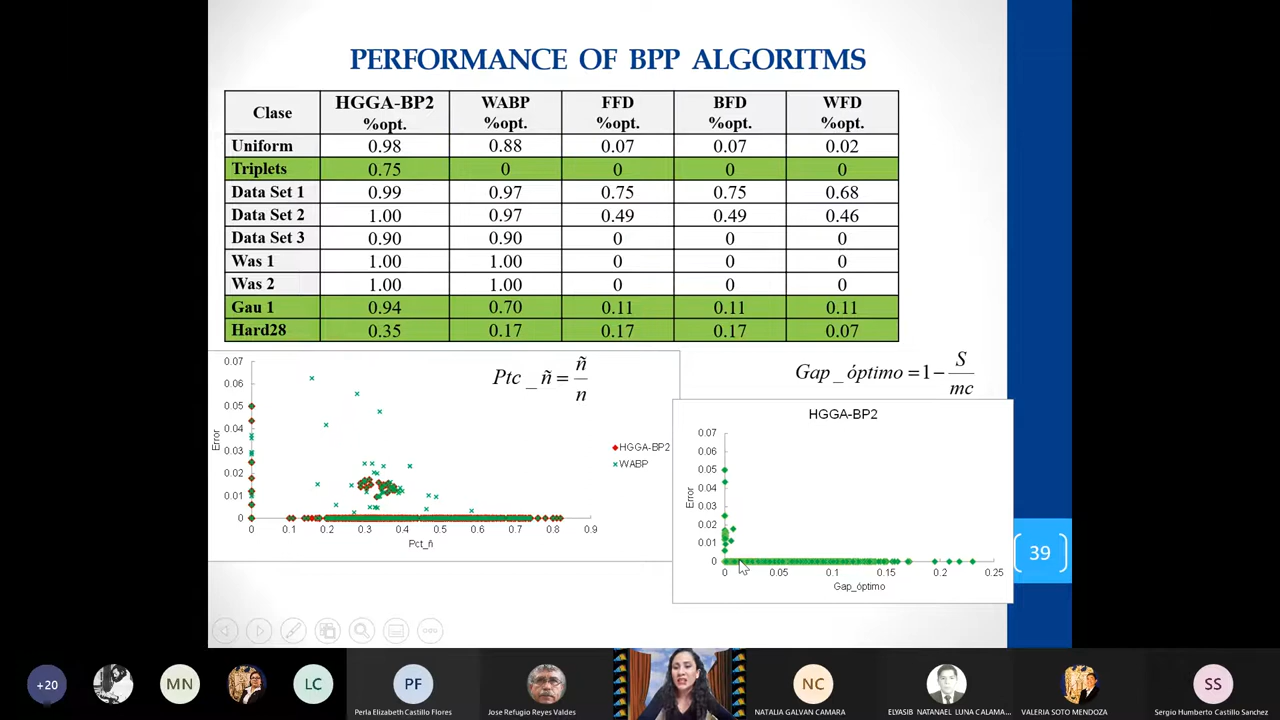 PERFORMANCE OF BPP ALGORITMS
Clase HGGA-BP2 %opt. WABP %opt. FFD %opt. BFD %opt. WFD %opt.
Uniform 0.98 0.88 0.07 0.07 0.02
Triplets 0.75 0 0 0 0
Data Set 1 0.99 0.97 0.75 0.75 0.68
Data Set 2 1.00 0.97 0.49 0.49 0.46
Data Set 3 0.90 0.90 0 0 0
Was 1 1.00 1.00 0 0 0
Was 2 1.00 1.00 0 0 0
Gau 1 0.94 0.70 0.11 0.11 0.11
Hard28 0.35 0.17 0.17 0.17 0.07
Ptc _ ñ = ñ / n
0.07
0.06
0.05
0.04
0.03
0.02
0.01
0
Error
0 0.1 0.2 0.3 0.4 0.5 0.6 0.7 0.8 0.9
Pct_ñ
HGGA-BP2
WABP
Gap _ óptimo = 1 − S / mc
HGGA-BP2
0.07
0.06
0.05
0.04
0.03
0.02
0.01
0
Error
0 0.05 0.1 0.15 0.2 0.25
Gap_óptimo
39
+20 MN LC PF NC SS
Perla Elizabeth Castillo Flores Jose Refugio Reyes Valdes NATALIA GALVAN CAMARA ELYASIB NATANAEL LUNA CALAMA... VALERIA SOTO MENDOZA Sergio Humberto Castillo Sanchez